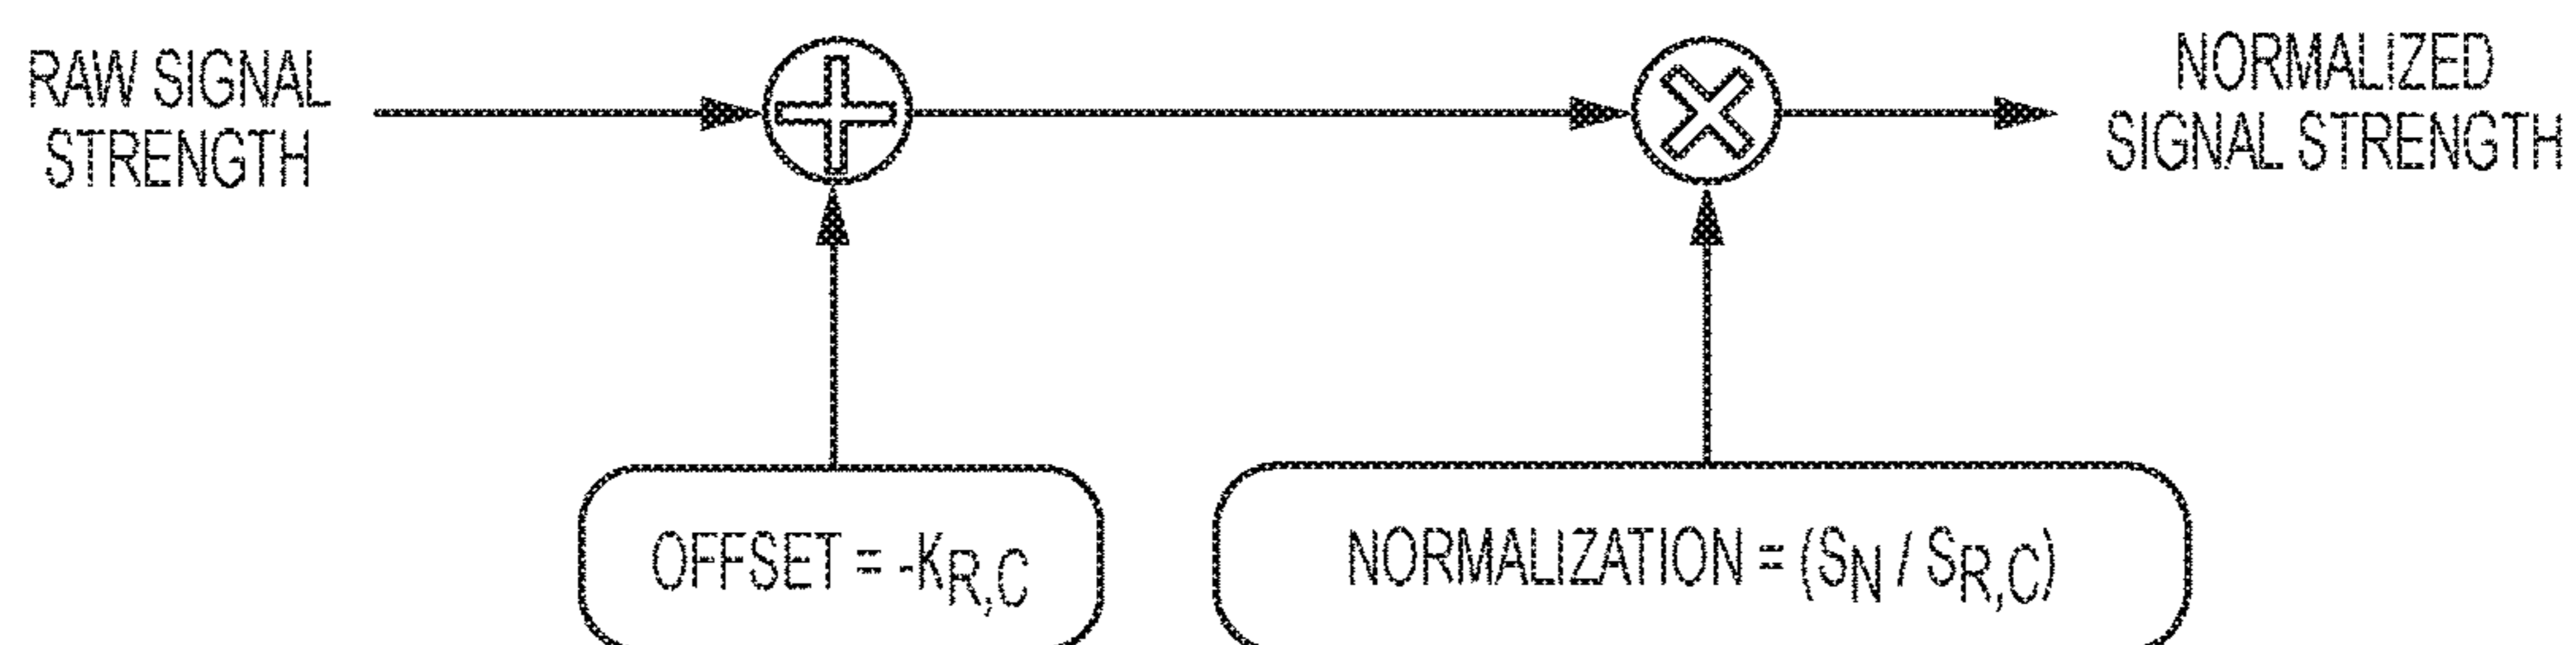 RAW SIGNAL
STRENGTH
NORMALIZED
SIGNAL STRENGTH
OFFSET = -KR,C
NORMALIZATION = (SN / SR,C)